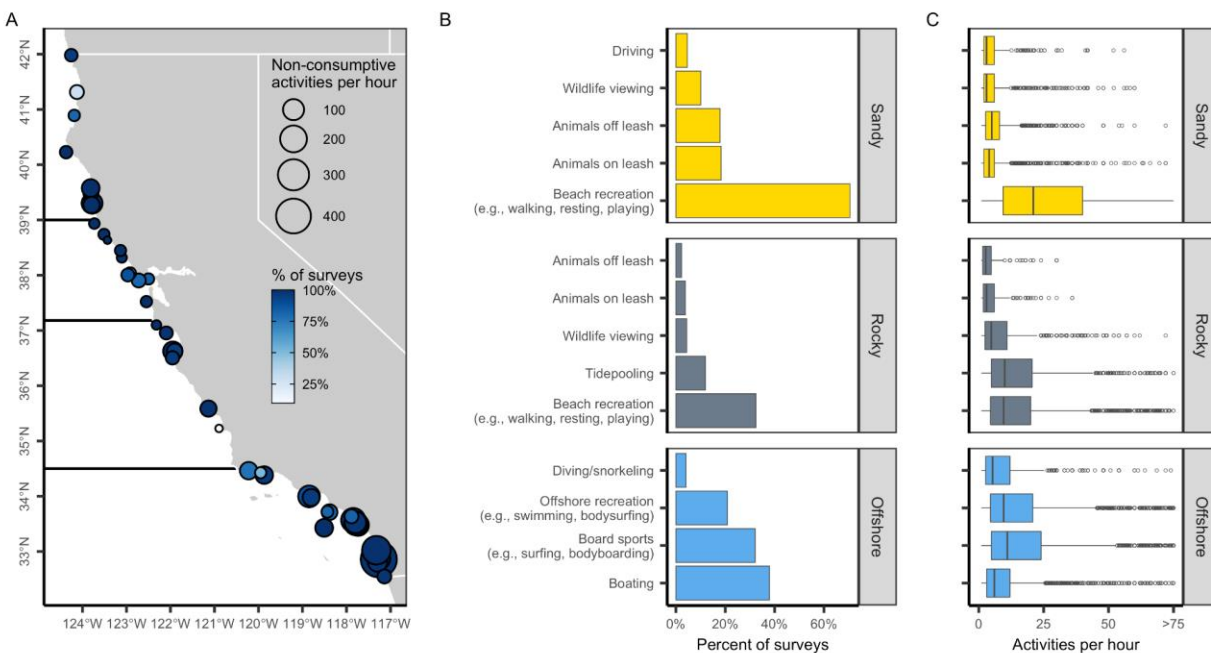 A
42°N
41°N
40°N
39°N
38°N
37°N
36°N
35°N
34°N
33°N
124°W 123°W 122°W 121°W 120°W 119°W 118°W 117°W
Non-consumptive
activities per hour
100
200
300
400
% of surveys
100%
75%
50%
25%
B
Driving
Wildlife viewing
Animals off leash
Animals on leash
Beach recreation
(e.g., walking, resting, playing)
Sandy
Animals off leash
Animals on leash
Wildlife viewing
Tidepooling
Beach recreation
(e.g., walking, resting, playing)
Rocky
Diving/snorkeling
Offshore recreation
(e.g., swimming, bodysurfing)
Board sports
(e.g., surfing, bodyboarding)
Boating
Offshore
0% 20% 40% 60%
Percent of surveys
C
Sandy
Rocky
Offshore
0 25 50 >75
Activities per hour